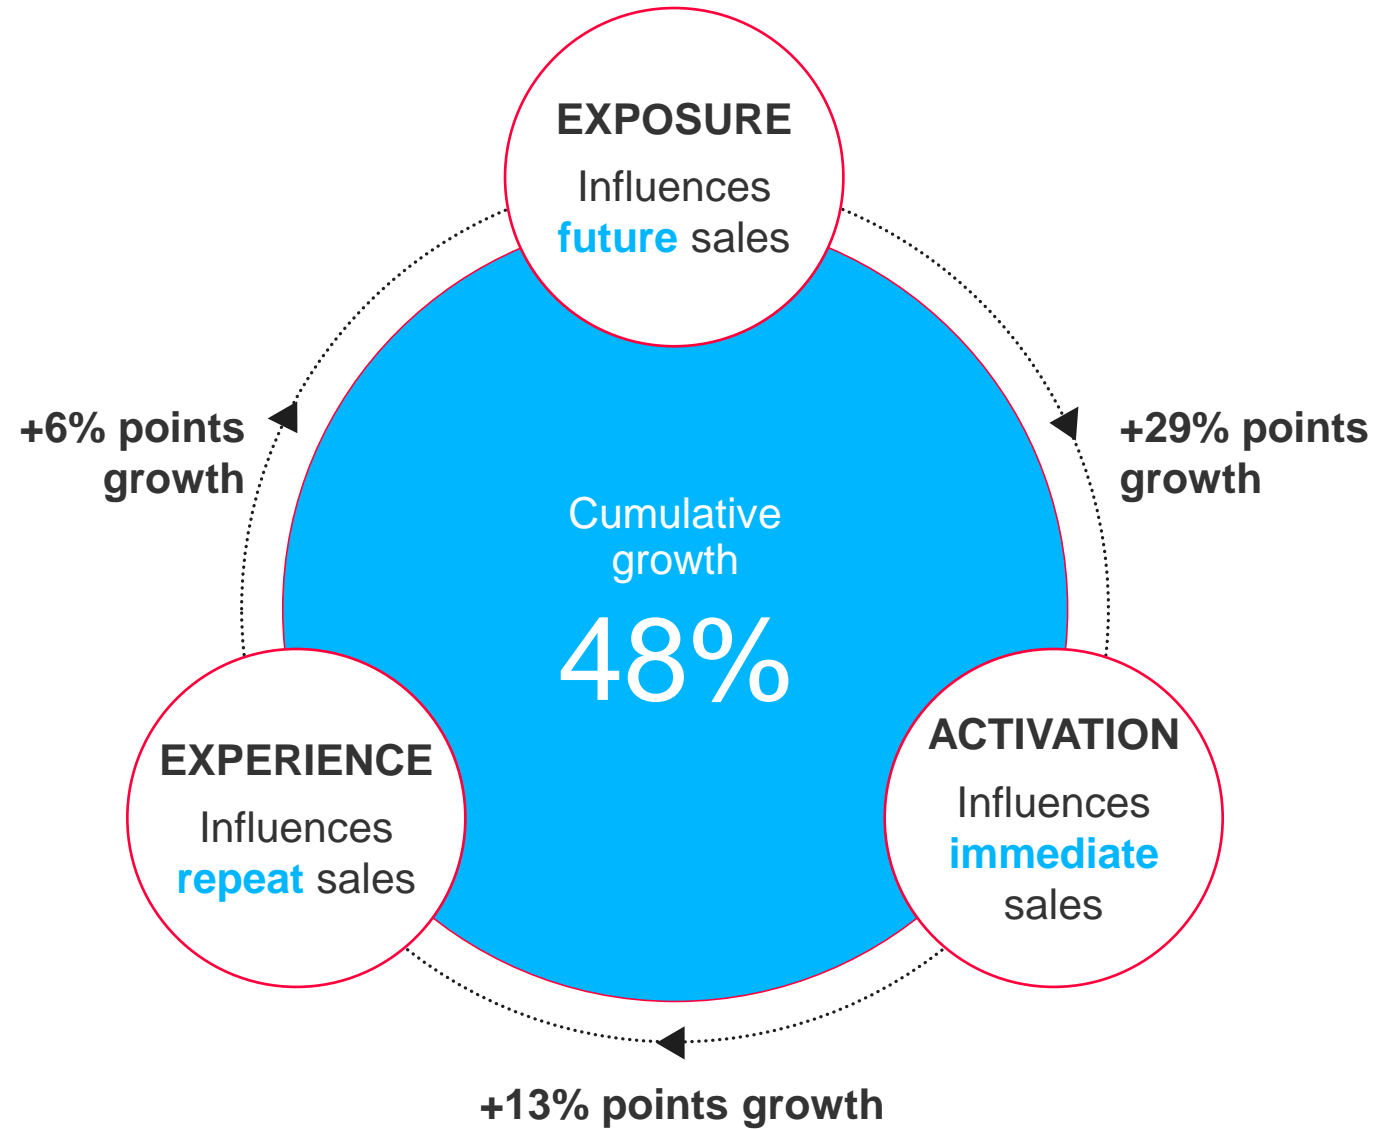 EXPOSURE
Influences
future sales
+6% points
growth
+29% points
growth
Cumulative
growth
48%
EXPERIENCE
Influences
repeat sales
ACTIVATION
Influences
immediate
sales
+13% points growth